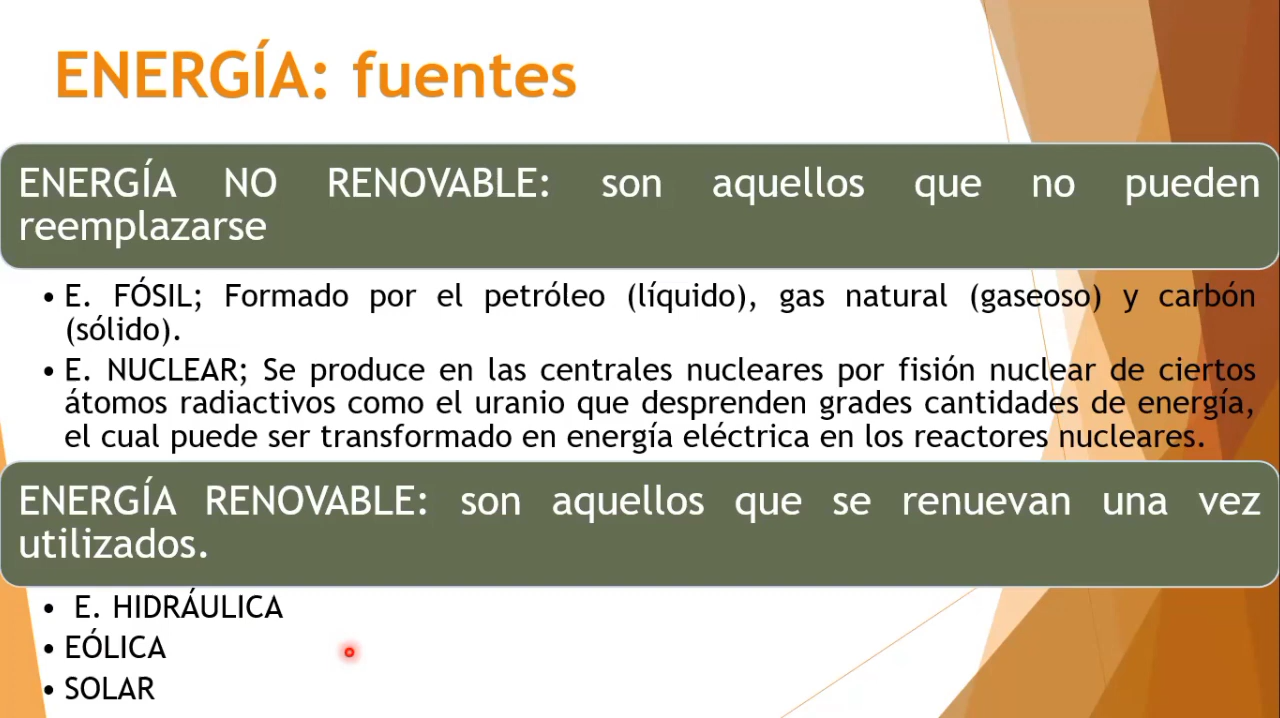 ENERGÍA: fuentes
ENERGÍA NO RENOVABLE: son aquellos que no pueden
reemplazarse
• E. FÓSIL; Formado por el petróleo (líquido), gas natural (gaseoso) y carbón
(sólido).
• E. NUCLEAR; Se produce en las centrales nucleares por fisión nuclear de ciertos
átomos radiactivos como el uranio que desprenden grades cantidades de energía,
el cual puede ser transformado en energía eléctrica en los reactores nucleares.
ENERGÍA RENOVABLE: son aquellos que se renuevan una vez
utilizados.
• E. HIDRÁULICA
• EÓLICA
• SOLAR